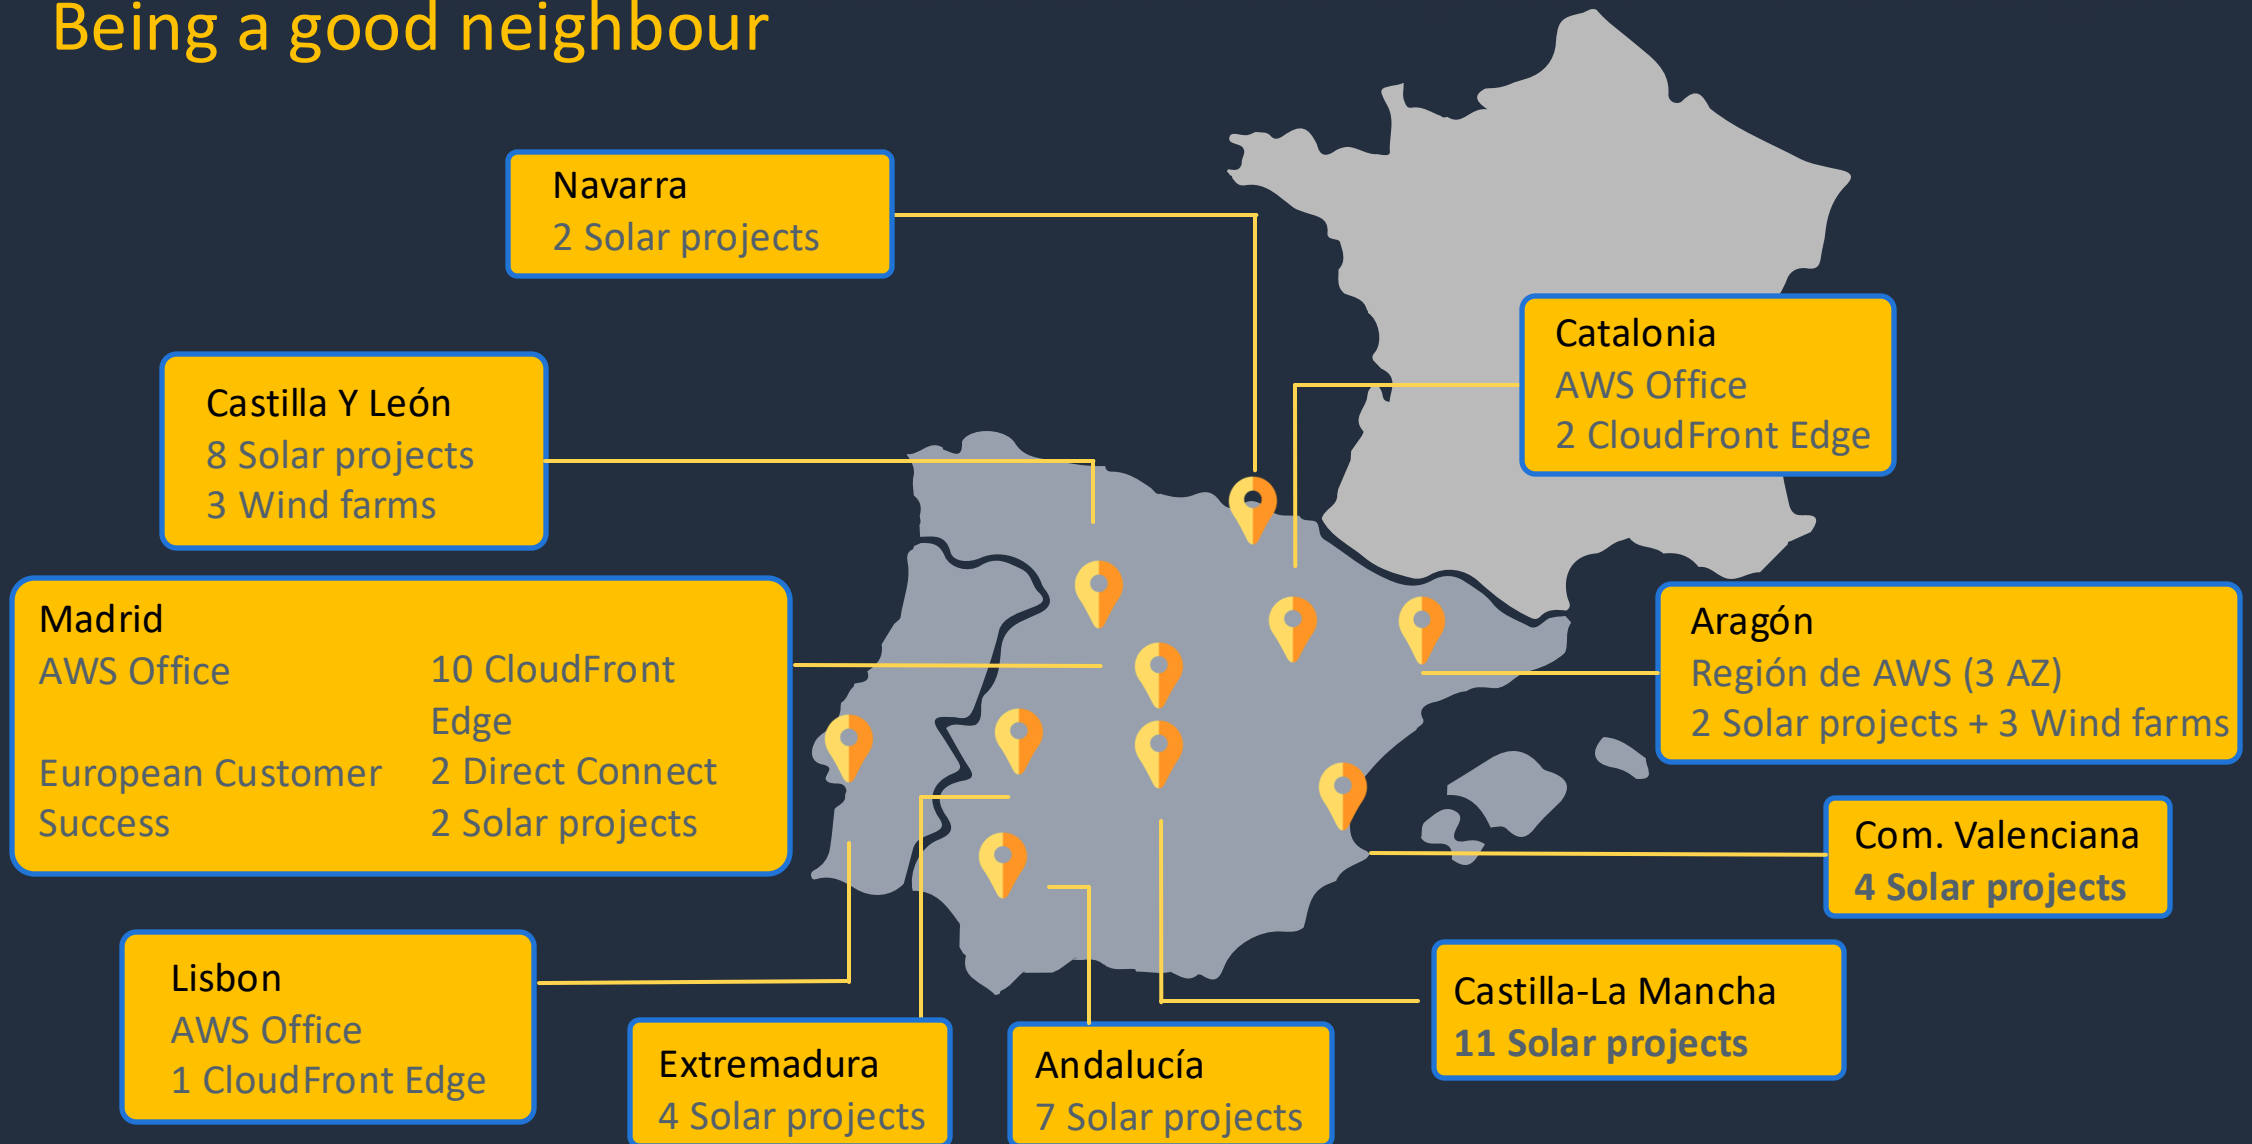 Being a good neighbour
Navarra
2 Solar projects
Catalonia
AWS Office
2 CloudFront Edge
Castilla Y León
8 Solar projects
3 Wind farms
Madrid
AWS Office
European Customer
Success
10 CloudFront
Edge
2 Direct Connect
2 Solar projects
Aragón
Región de AWS (3 AZ)
2 Solar projects + 3 Wind farms
Com. Valenciana
4 Solar projects
Lisbon
AWS Office
1 CloudFront Edge
Extremadura
4 Solar projects
Andalucía
7 Solar projects
Castilla-La Mancha
11 Solar projects